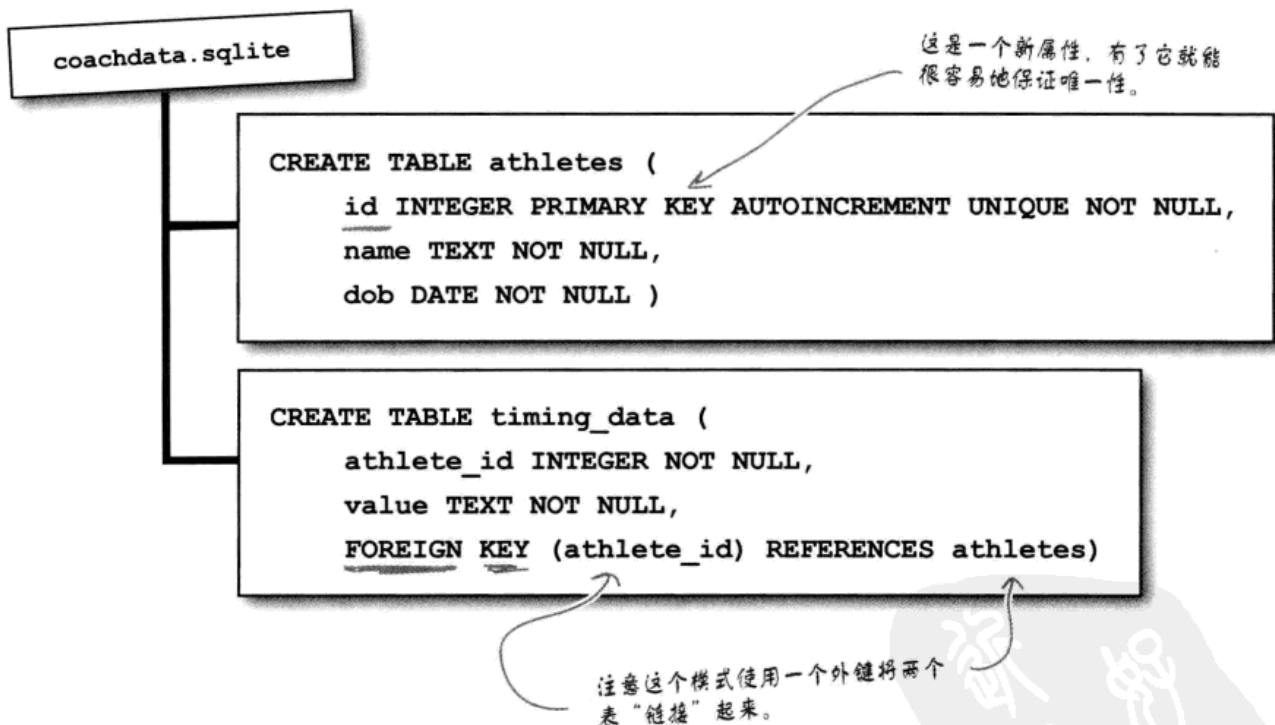 coachdata.sqlite
这是一个新属性，有了它就能
很容易地保证唯一性。
CREATE TABLE athletes (
id INTEGER PRIMARY KEY AUTOINCREMENT UNIQUE NOT NULL,
name TEXT NOT NULL,
dob DATE NOT NULL )
CREATE TABLE timing_data (
athlete_id INTEGER NOT NULL,
value TEXT NOT NULL,
FOREIGN KEY (athlete_id) REFERENCES athletes)
注意这个模式使用一个外键将两个
表“链接”起来。